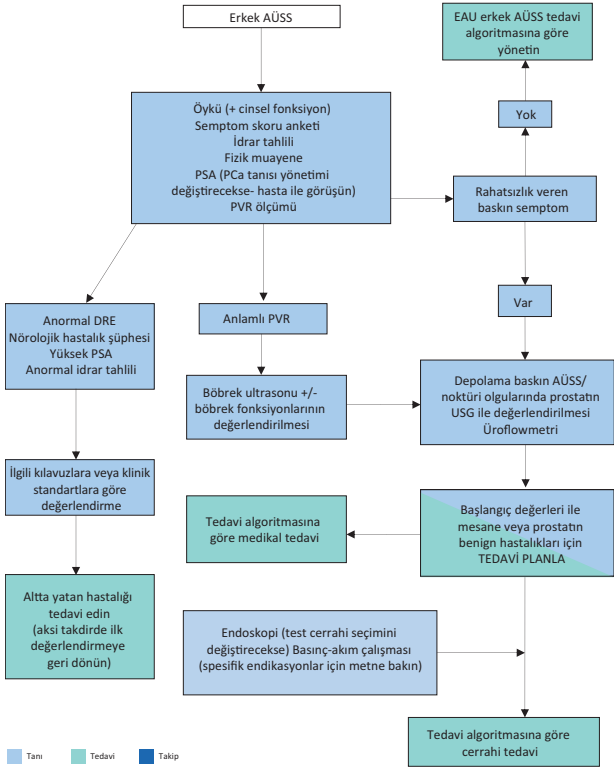 Erkek AÜSS
EAU erkek AÜSS tedavi
algoritmasına göre
yönetin
Öykü (+ cinsel fonksiyon)
Semptom skoru anketi
İdrar tahlili
Fizik muayene
PSA (PCa tanısı yönetimi
değiştirecekse- hasta ile görüşün)
PVR ölçümü
Yok
Rahatsızlık veren
baskın semptom
Var
Anormal DRE
Nörolojik hastalık şüphesi
Yüksek PSA
Anormal idrar tahlili
Anlamlı PVR
Böbrek ultrasonu +/-
böbrek fonksiyonlarının
değerlendirilmesi
Depolama baskın AÜSS/
noktüri olgularında prostatın
USG ile değerlendirilmesi
Üroflowmetri
İlgili kılavuzlara veya klinik
standartlara göre
değerlendirme
Tedavi algoritmasına
göre medikal tedavi
Başlangıç değerleri ile
mesane veya prostatın
benign hastalıkları için
TEDAVİ PLANLA
Altta yatan hastalığı
tedavi edin
(aksi takdirde ilk
değerlendirmeye
geri dönün)
Endoskopi (test cerrahi seçimini
değiştirecekse) Basınç-akım çalışması
(spesifik endikasyonlar için metne bakın)
Tedavi algoritmasına göre
cerrahi tedavi
Tanı
Tedavi
Takip